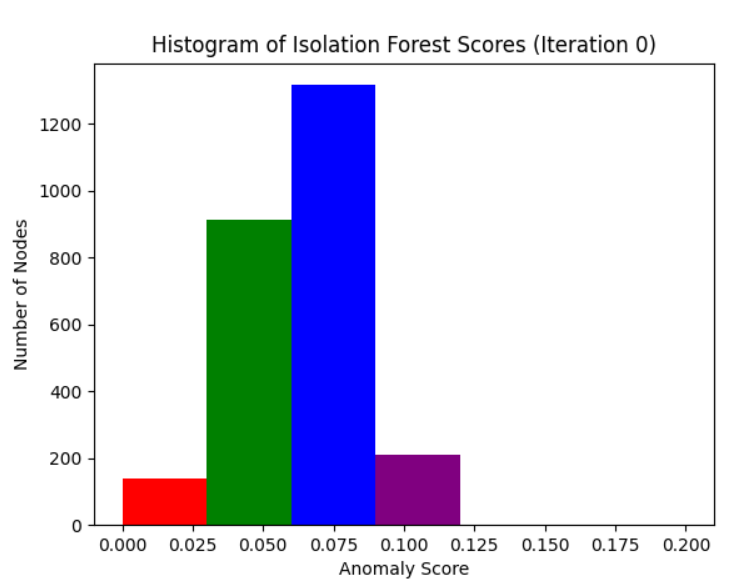 Histogram of Isolation Forest Scores (Iteration 0)
1200
1000
800
600
400
200
0
Number of Nodes
0.000 0.025 0.050 0.075 0.100 0.125 0.150 0.175 0.200
Anomaly Score